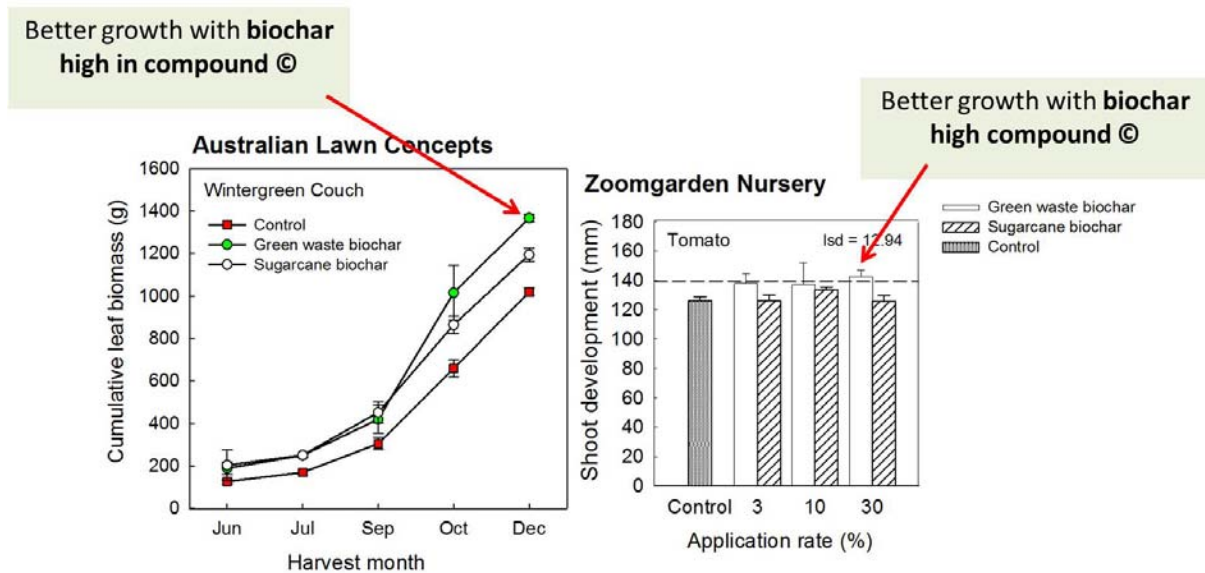 Better growth with biochar
high in compound ©
Better growth with biochar
high compound ©
Australian Lawn Concepts
1600
1400
1200
1000
800
600
400
200
0
Cumulative leaf biomass (g)
Wintergreen Couch
Control
Green waste biochar
Sugarcane biochar
Jun Jul Sep Oct Dec
Harvest month
Zoomgarden Nursery
180
160
140
120
100
80
60
40
20
0
Shoot development (mm)
Tomato lsd = 12.94
Control 3 10 30
Application rate (%)
Green waste biochar
Sugarcane biochar
Control